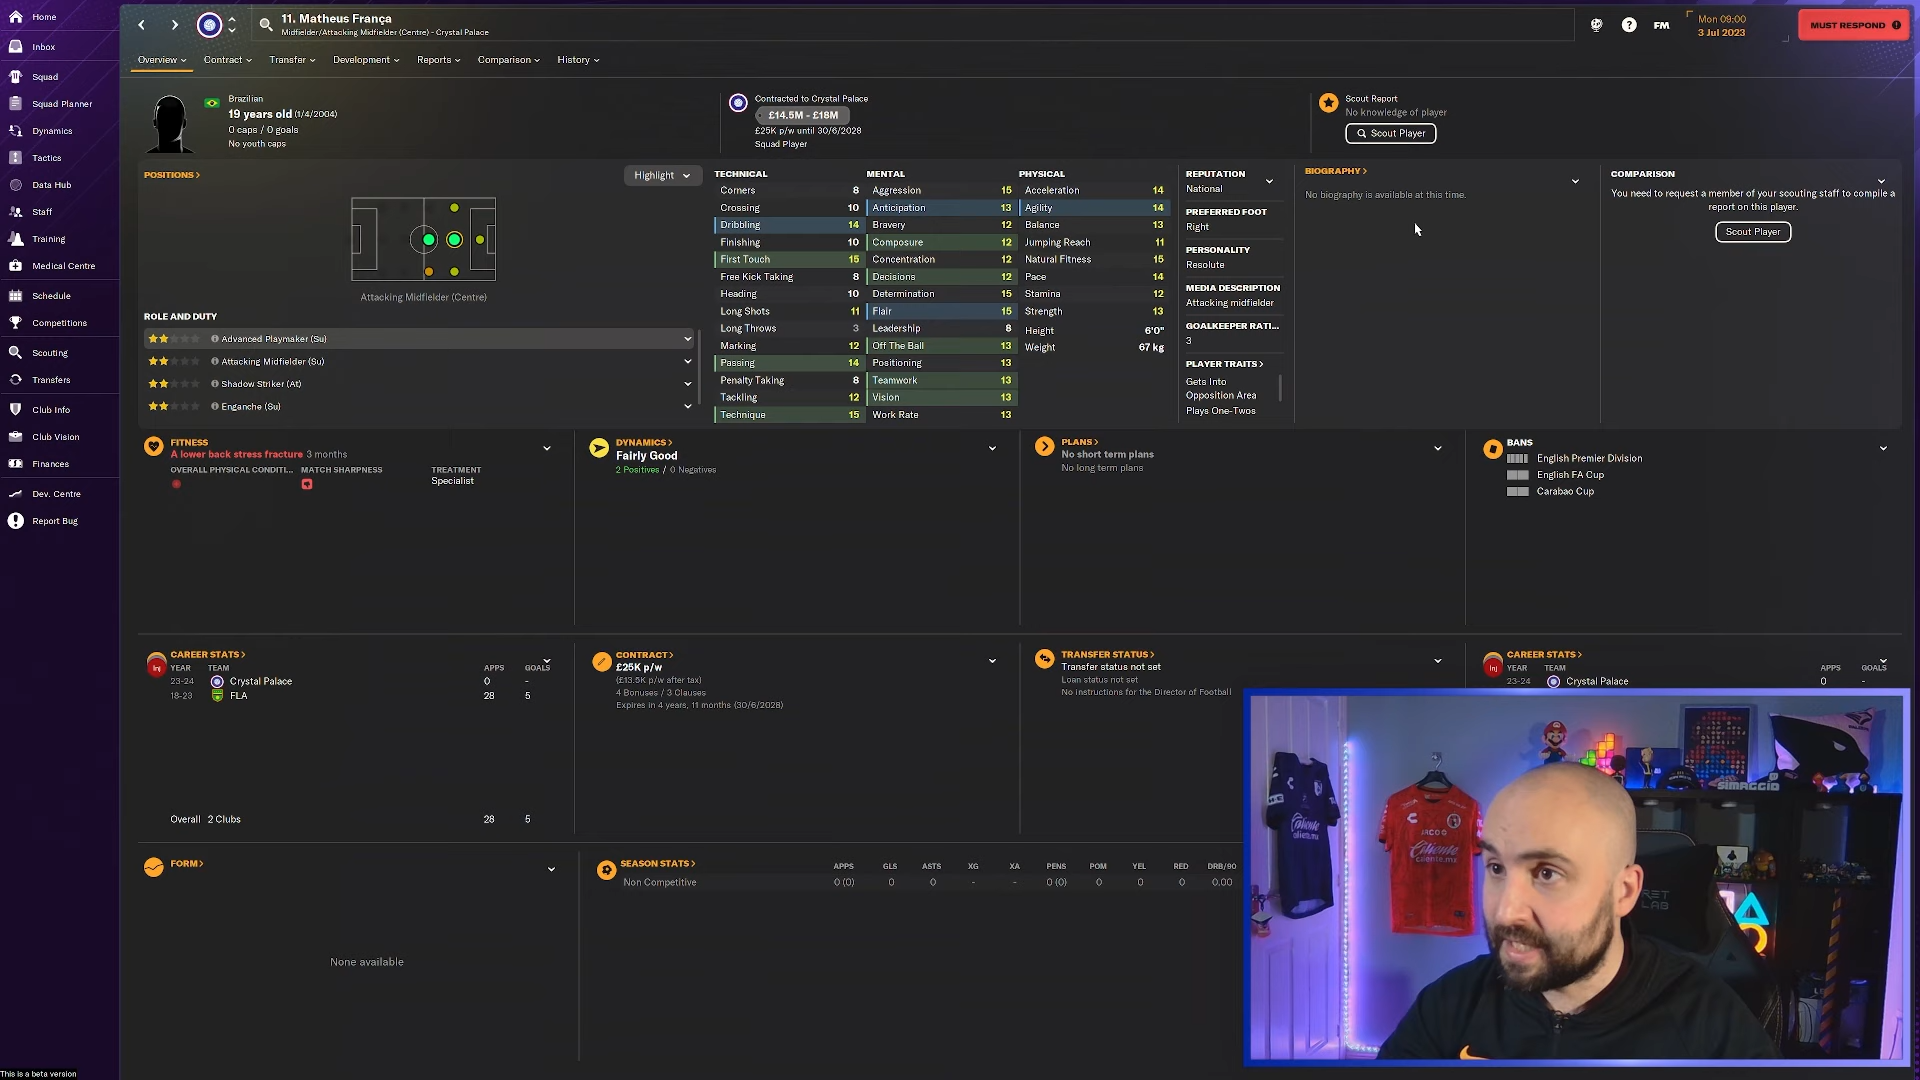 Home
Inbox
Squad
Squad Planner
Dynamics
Tactics
Data Hub
Staff
Training
Medical Centre
Schedule
Competitions
Scouting
Transfers
Club Info
Club Vision
Finances
Dev. Centre
Report Bug
This is a beta version
11. Matheus França
Midfielder/Attacking Midfielder (Centre) - Crystal Palace
FM
Mon 09:00
3 Jul 2023
MUST RESPOND
Overview Contract Transfer Development Reports Comparison History
Brazilian
19 years old (1/4/2004)
0 caps / 0 goals
No youth caps
Contracted to Crystal Palace
£14.5M - £18M
£25K p/w until 30/6/2028
Squad Player
Scout Report
No knowledge of player
Scout Player
POSITIONS >
Highlight
Attacking Midfielder (Centre)
ROLE AND DUTY
Advanced Playmaker (Su)
Attacking Midfielder (Su)
Shadow Striker (At)
Enganche (Su)
TECHNICAL
Corners 8
Crossing 10
Dribbling 14
Finishing 10
First Touch 15
Free Kick Taking 8
Heading 10
Long Shots 11
Long Throws 3
Marking 12
Passing 14
Penalty Taking 8
Tackling 12
Technique 15
MENTAL
Aggression 15
Anticipation 13
Bravery 12
Composure 12
Concentration 12
Decisions 12
Determination 15
Flair 15
Leadership 8
Off The Ball 13
Positioning 13
Teamwork 13
Vision 13
Work Rate 13
PHYSICAL
Acceleration 14
Agility 14
Balance 13
Jumping Reach 11
Natural Fitness 15
Pace 14
Stamina 12
Strength 13
Height 6'0"
Weight 67 kg
REPUTATION
National
PREFERRED FOOT
Right
PERSONALITY
Resolute
MEDIA DESCRIPTION
Attacking midfielder
GOALKEEPER RATI...
3
PLAYER TRAITS >
Gets Into
Opposition Area
Plays One-Twos
BIOGRAPHY >
No biography is available at this time.
COMPARISON
You need to request a member of your scouting staff to compile a
report on this player.
Scout Player
FITNESS
A lower back stress fracture 3 months
OVERALL PHYSICAL CONDITI... MATCH SHARPNESS TREATMENT
Specialist
DYNAMICS >
Fairly Good
2 Positives / 0 Negatives
PLANS >
No short term plans
No long term plans
BANS
English Premier Division
English FA Cup
Carabao Cup
CAREER STATS >
Inj
YEAR TEAM APPS GOALS
23-24 Crystal Palace 0 -
18-23 FLA 28 5
Overall 2 Clubs 28 5
CONTRACT >
£25K p/w
(£13.5K p/w after tax)
4 Bonuses / 3 Clauses
Expires in 4 years, 11 months (30/6/2028)
TRANSFER STATUS >
Transfer status not set
Loan status not set
No instructions for the Director of Football
CAREER STATS >
Inj
YEAR TEAM APPS GOALS
23-24 Crystal Palace 0 -
FORM >
None available
SEASON STATS >
APPS GLS ASTS XG XA PENS POM YEL RED DRB/90
Non Competitive 0 (0) 0 0 - - 0 (0) 0 0 0 0.00
SIMAGGIO
Caliente
caliente.mx
Caliente
caliente.mx